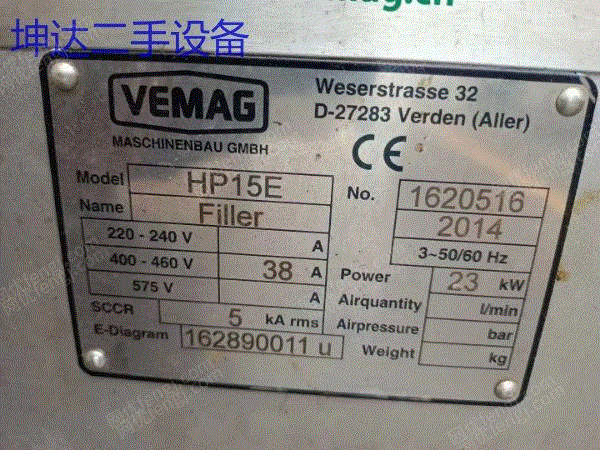 ag.ch
坤达二手设备
VEMAG
MASCHINENBAU GMBH
Weserstrasse 32
D-27283 Verden (Aller)
CE
Model HP15E
Name Filler
No. 1620516
2014
3~50/60 Hz
220 - 240 V A
400 - 460 V 38 A
575 V A
SCCR 5 kA rms
E-Diagram 162890011 u
Power 23 kW
Airquantity l/min
Airpressure bar
Weight kg